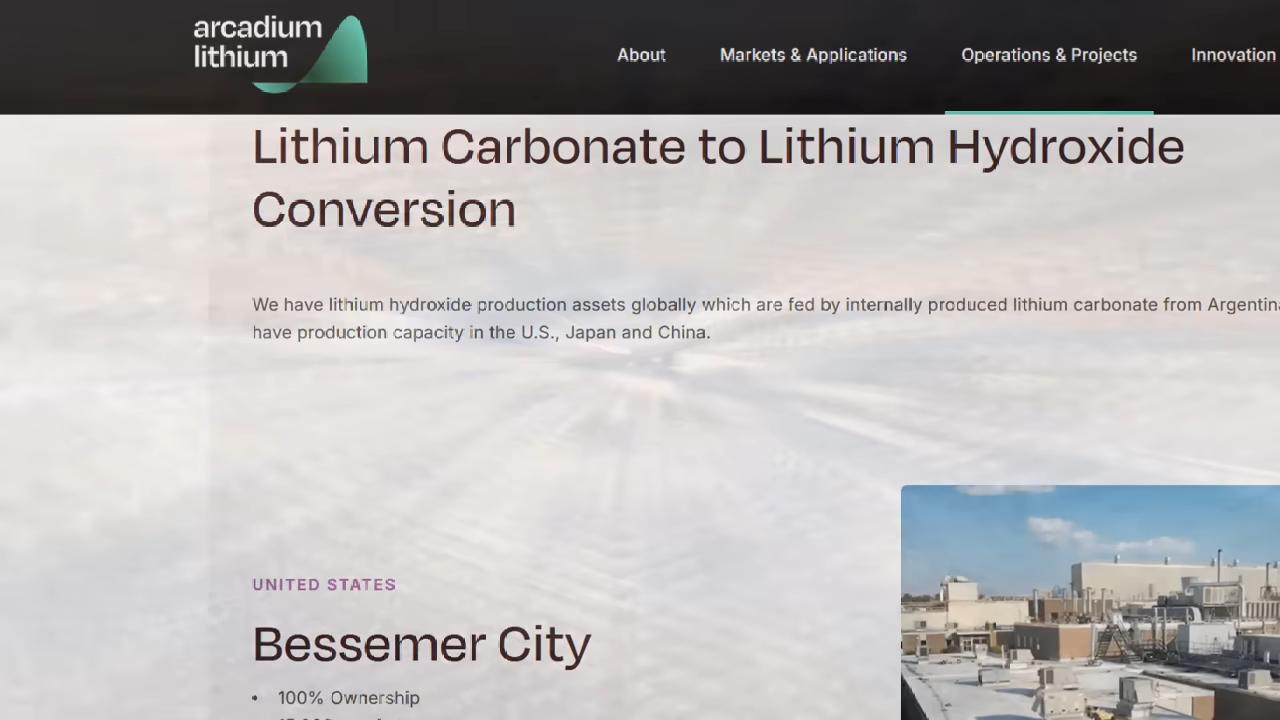 arcadium
lithium
About Markets & Applications Operations & Projects Innovation
Lithium Carbonate to Lithium Hydroxide
Conversion
We have lithium hydroxide production assets globally which are fed by internally produced lithium carbonate from
have production capacity in the U.S., Japan and China.
UNITED STATES
Bessemer City
• 100% Ownership